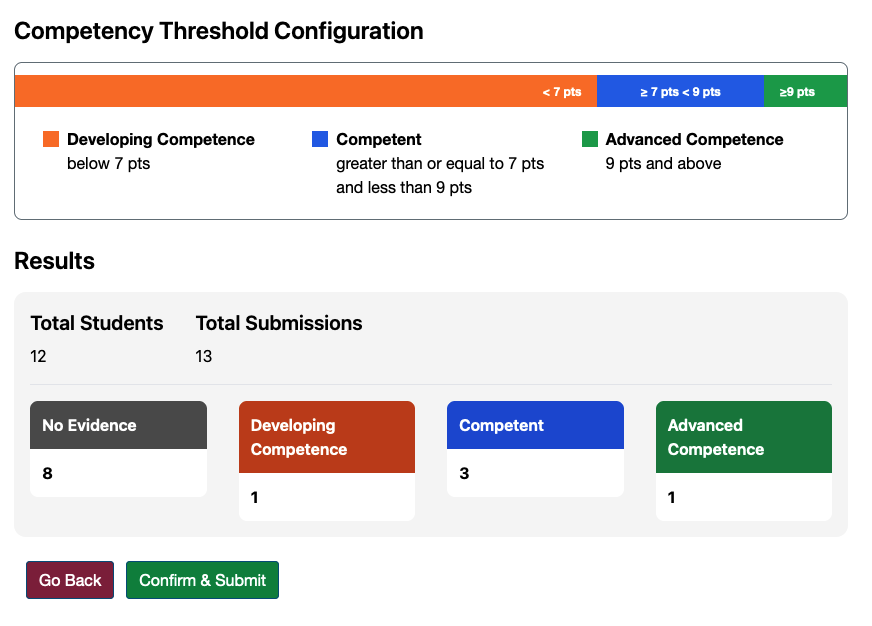 Competency Threshold Configuration
< 7 pts
≥ 7 pts < 9 pts
≥9 pts
Developing Competence
below 7 pts
Competent
greater than or equal to 7 pts
and less than 9 pts
Advanced Competence
9 pts and above
Results
Total Students
12
Total Submissions
13
No Evidence
8
Developing
Competence
1
Competent
3
Advanced
Competence
1
Go Back
Confirm & Submit